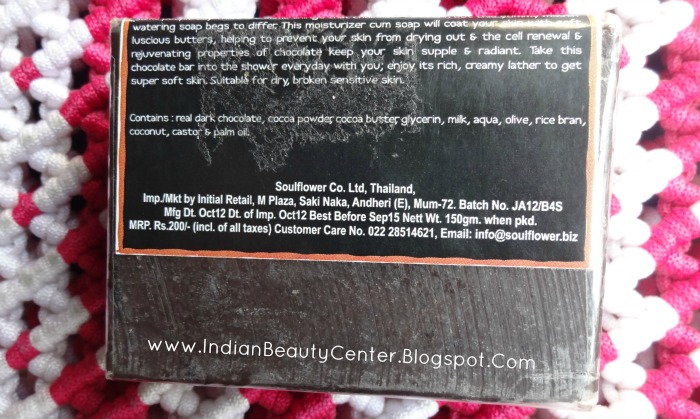 watering soap begs to differ. This moisturizer cum soap will coat your skin with soft
luscious butters, helping to prevent your skin from drying out & the cell renewal &
rejuvenating properties of chocolate keep your skin supple & radiant. Take this
chocolate bar into the shower everyday with you; enjoy its rich, creamy lather to get
super soft skin. Suitable for dry, broken sensitive skin.
Contains : real dark chocolate, cocoa powder, cocoa butter, glycerin, milk, aqua, olive, rice bran,
coconut, castor & palm oil.
Soulflower Co. Ltd, Thailand,
Imp./Mkt by Initial Retail, M Plaza, Saki Naka, Andheri (E), Mum-72. Batch No. JA12/B4S
Mfg Dt. Oct12 Dt. of Imp. Oct12 Best Before Sep15 Nett Wt. 150gm. when pkd.
MRP. Rs.200/- (incl. of all taxes) Customer Care No. 022 28514621, Email: info@soulflower.biz
www.IndianBeautyCenter.Blogspot.Com